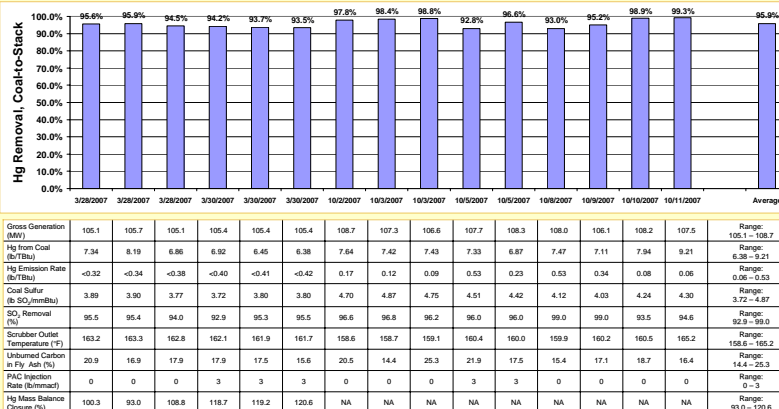 Hg Removal, Coal-to-Stack
100.0%
90.0%
80.0%
70.0%
60.0%
50.0%
40.0%
30.0%
20.0%
10.0%
0.0%
95.6% 95.9% 94.5% 94.2% 93.7% 93.5% 97.8% 98.4% 98.8% 92.8% 96.6% 93.0% 95.2% 98.9% 99.3% 95.9%
3/28/2007 3/28/2007 3/28/2007 3/30/2007 3/30/2007 3/30/2007 10/2/2007 10/3/2007 10/3/2007 10/5/2007 10/5/2007 10/8/2007 10/9/2007 10/10/2007 10/11/2007 Average
Gross Generation (MW) 105.1 105.7 105.1 105.4 105.4 105.4 108.7 107.3 106.6 107.7 108.3 108.0 106.1 108.2 107.5 Range: 105.1 – 108.7
Hg from Coal (lb/TBtu) 7.34 8.19 6.86 6.92 6.45 6.38 7.64 7.42 7.43 7.33 6.87 7.47 7.11 7.94 9.21 Range: 6.38 – 9.21
Hg Emission Rate (lb/TBtu) <0.32 <0.34 <0.38 <0.40 <0.41 <0.42 0.17 0.12 0.09 0.53 0.23 0.53 0.34 0.08 0.06 Range: 0.06 – 0.53
Coal Sulfur (lb SO2/mmBtu) 3.89 3.90 3.77 3.72 3.80 3.80 4.70 4.87 4.75 4.51 4.42 4.12 4.03 4.24 4.30 Range: 3.72 – 4.87
SO2 Removal (%) 95.5 95.4 94.0 92.9 95.3 95.5 96.6 96.8 96.2 96.0 96.0 99.0 99.0 93.5 94.6 Range: 92.9 – 99.0
Scrubber Outlet Temperature (°F) 163.2 163.3 162.8 162.1 161.9 161.7 158.6 158.7 159.1 160.4 160.0 159.9 160.2 160.5 165.2 Range: 158.6 – 165.2
Unburned Carbon in Fly Ash (%) 20.9 16.9 17.9 17.9 17.5 15.6 20.5 14.4 25.3 21.9 17.5 15.4 17.1 18.7 16.4 Range: 14.4 – 25.3
PAC Injection Rate (lb/mmacf) 0 0 0 3 3 3 0 0 0 3 3 0 0 0 0 Range: 0 – 3
Hg Mass Balance Closure (%) 100.3 93.0 108.8 118.7 119.2 120.6 NA NA NA NA NA NA NA NA NA Range: 93.0 – 120.6